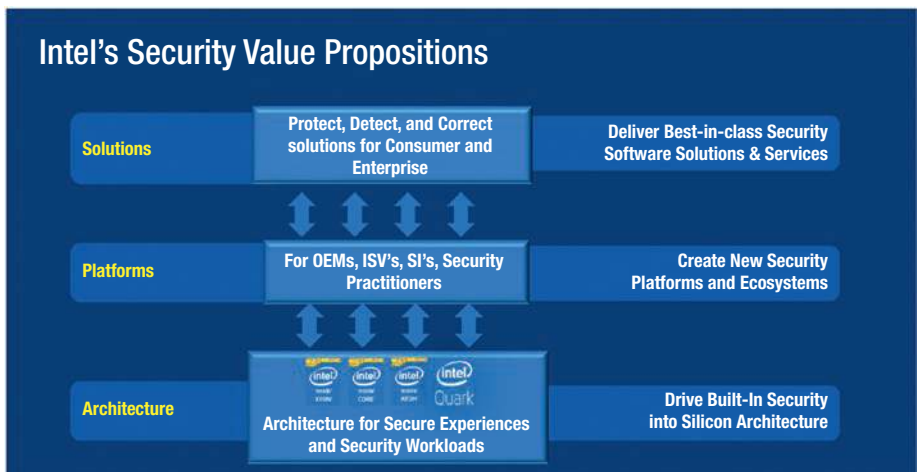 Intel's Security Value Propositions
Solutions
Protect, Detect, and Correct
solutions for Consumer and
Enterprise
Deliver Best-in-class Security
Software Solutions & Services
Platforms
For OEMs, ISV's, SI's, Security
Practitioners
Create New Security
Platforms and Ecosystems
Architecture
intel intel intel intel
Quark
Architecture for Secure Experiences
and Security Workloads
Drive Built-In Security
into Silicon Architecture